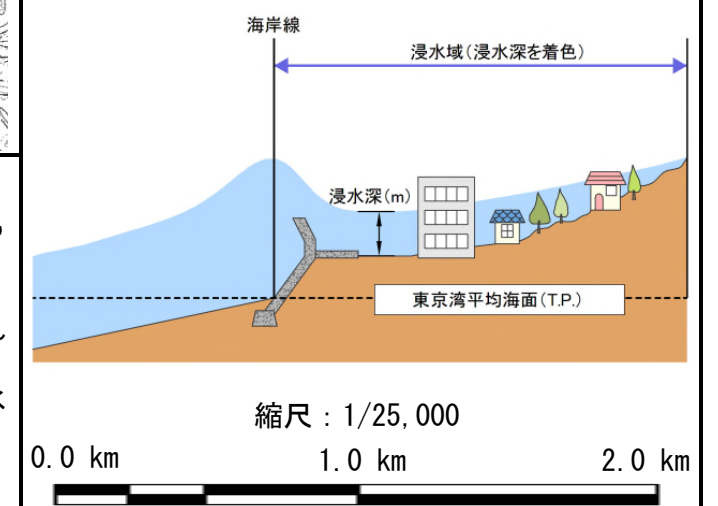 海岸線
浸水域(浸水深を着色)
浸水深(m)
東京湾平均海面(T.P.)
縮尺：1/25,000
0.0 km 1.0 km 2.0 km